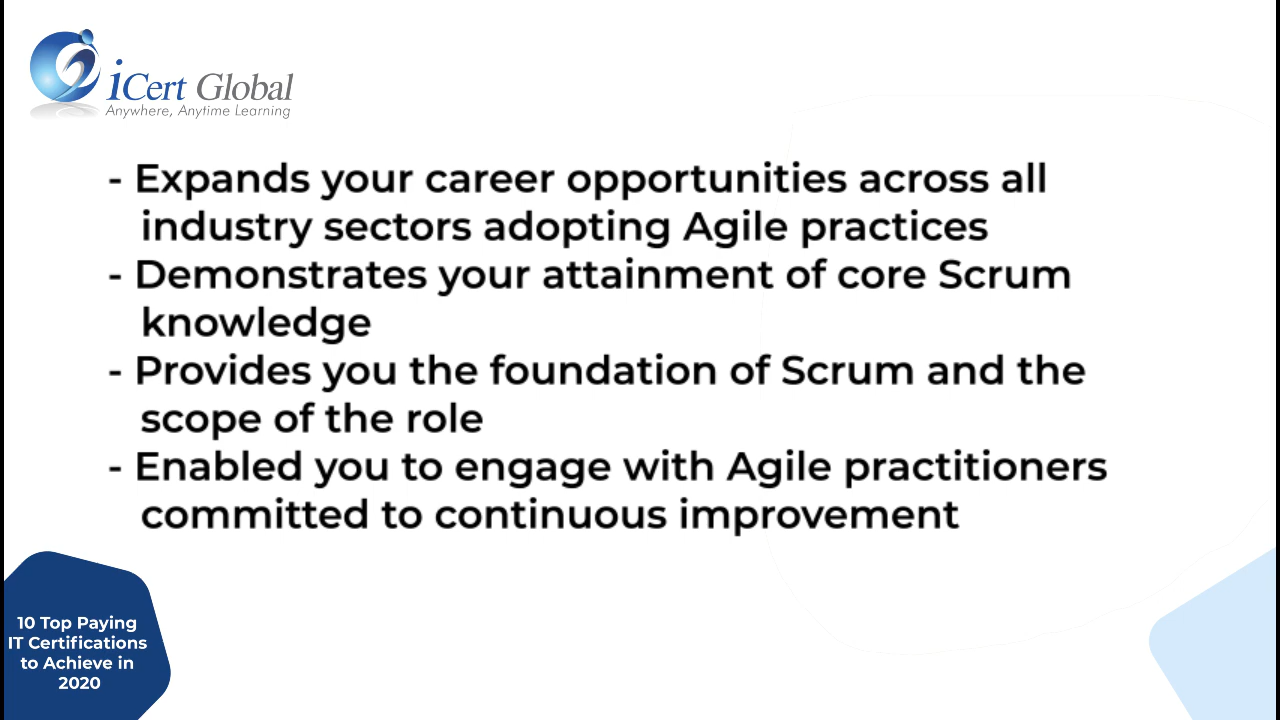 iCert Global
Anywhere, Anytime Learning
- Expands your career opportunities across all
industry sectors adopting Agile practices
- Demonstrates your attainment of core Scrum
knowledge
- Provides you the foundation of Scrum and the
scope of the role
- Enabled you to engage with Agile practitioners
committed to continuous improvement
10 Top Paying
IT Certifications
to Achieve in
2020